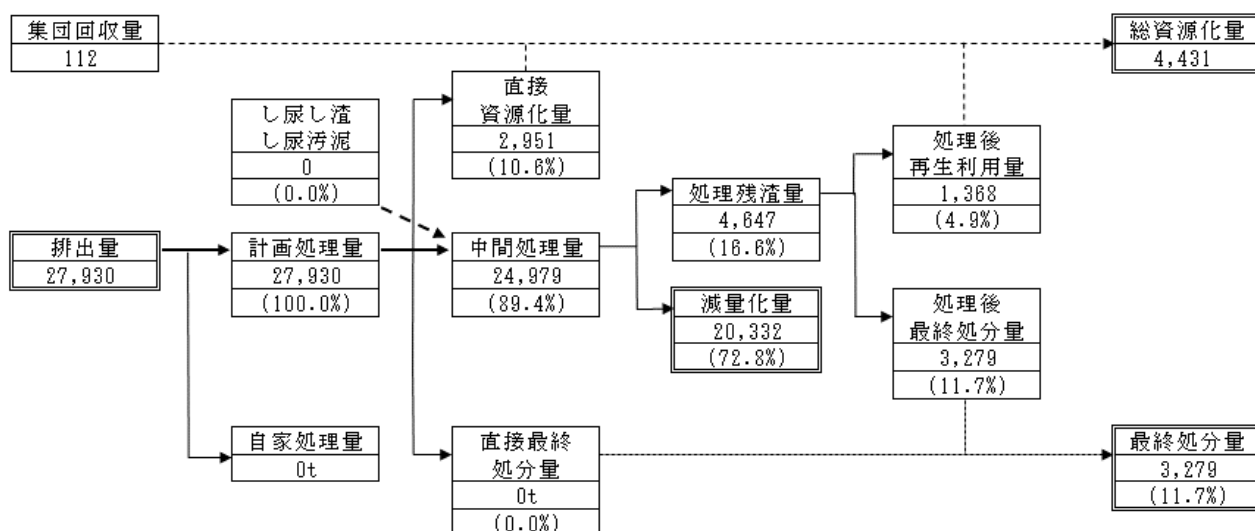 集団回収量
112
総資源化量
4,431
直接
資源化量
2,951
(10.6%)
し尿し渣
し尿汚泥
0
(0.0%)
処理後
再生利用量
1,368
(4.9%)
処理残渣量
4,647
(16.6%)
排出量
27,930
計画処理量
27,930
(100.0%)
中間処理量
24,979
(89.4%)
減量化量
20,332
(72.8%)
処理後
最終処分量
3,279
(11.7%)
自家処理量
0t
直接最終
処分量
0t
(0.0%)
最終処分量
3,279
(11.7%)